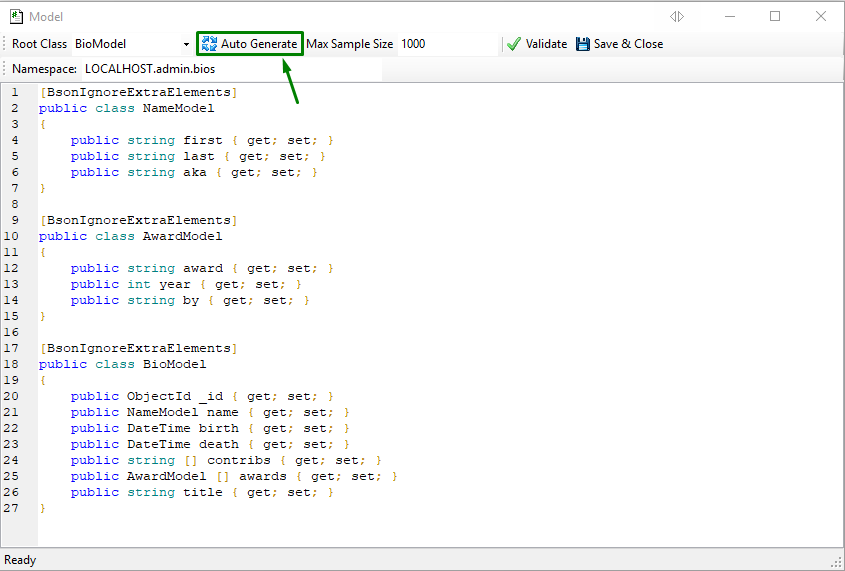 Model
Root Class BioModel Auto Generate Max Sample Size 1000 Validate Save & Close
Namespace: LOCALHOST.admin.bios
1 [BsonIgnoreExtraElements]
2 public class NameModel
3 {
4 public string first { get; set; }
5 public string last { get; set; }
6 public string aka { get; set; }
7 }
8
9 [BsonIgnoreExtraElements]
10 public class AwardModel
11 {
12 public string award { get; set; }
13 public int year { get; set; }
14 public string by { get; set; }
15 }
16
17 [BsonIgnoreExtraElements]
18 public class BioModel
19 {
20 public ObjectId _id { get; set; }
21 public NameModel name { get; set; }
22 public DateTime birth { get; set; }
23 public DateTime death { get; set; }
24 public string [] contribs { get; set; }
25 public AwardModel [] awards { get; set; }
26 public string title { get; set; }
27 }
Ready